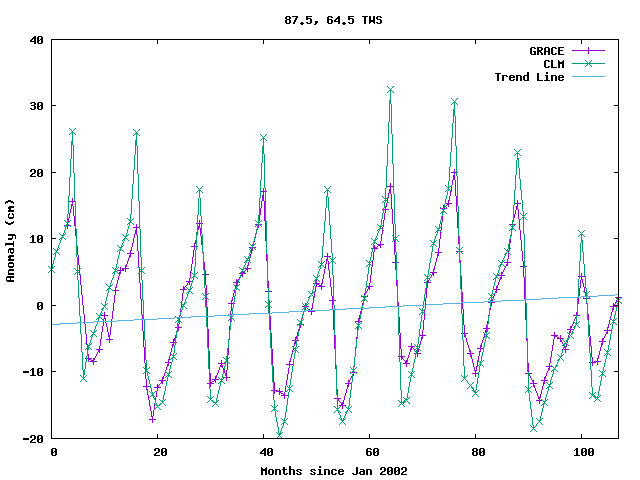 87.5, 64.5 TWS
GRACE
CLM
Trend Line
Anomaly (cm)
40
30
20
10
0
-10
-20
0 20 40 60 80 100
Months since Jan 2002